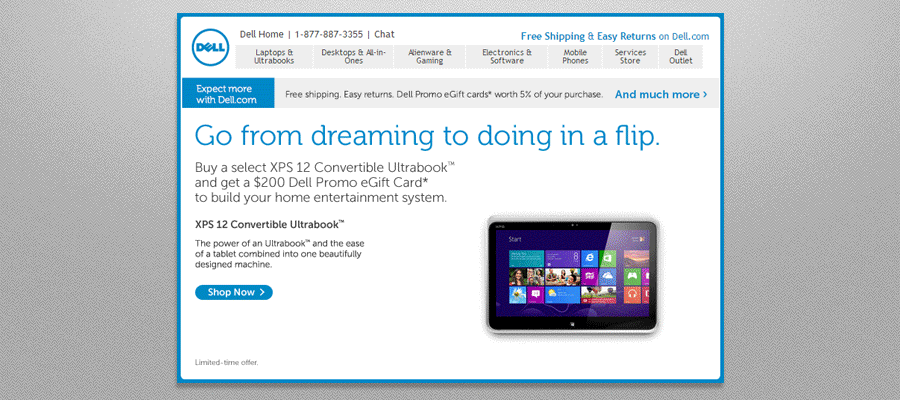 DELL
Dell Home | 1-877-887-3355 | Chat
Free Shipping & Easy Returns on Dell.com
Laptops &
Ultrabooks
Desktops & All-in-
Ones
Alienware &
Gaming
Electronics &
Software
Mobile
Phones
Services
Store
Dell
Outlet
Expect more
with Dell.com
Free shipping. Easy returns. Dell Promo eGift cards* worth 5% of your purchase.
And much more >
Go from dreaming to doing in a flip.
Buy a select XPS 12 Convertible Ultrabook™
and get a $200 Dell Promo eGift Card*
to build your home entertainment system.
XPS 12 Convertible Ultrabook™
The power of an Ultrabook™ and the ease
of a tablet combined into one beautifully
designed machine.
Shop Now >
Start
Limited-time offer.